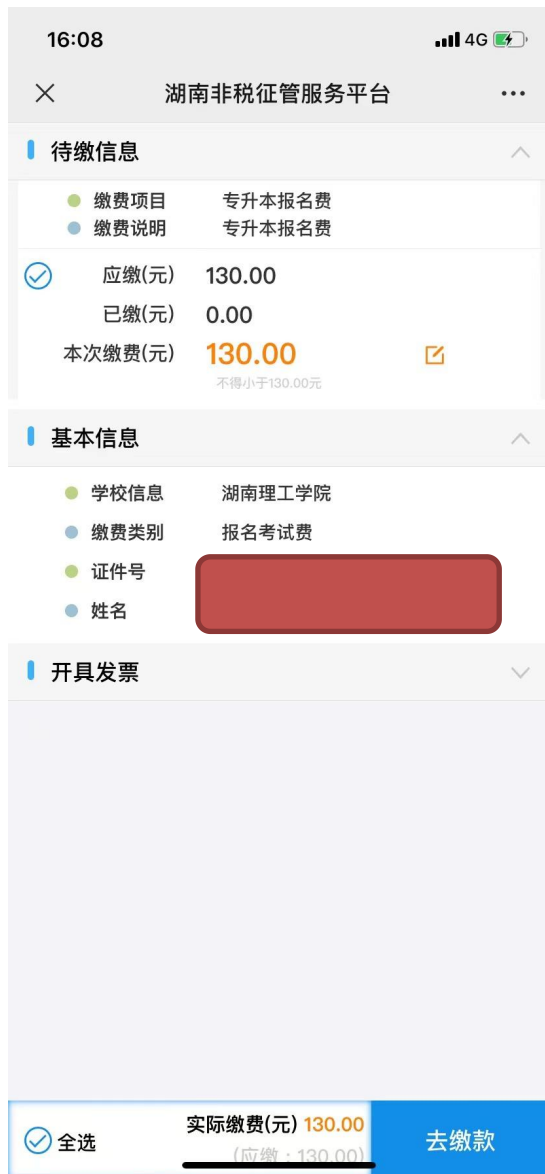 16:08 4G
湖南非税征管服务平台
待缴信息
缴费项目 专升本报名费
缴费说明 专升本报名费
应缴(元) 130.00
已缴(元) 0.00
本次缴费(元) 130.00
不得小于130.00元
基本信息
学校信息 湖南理工学院
缴费类别 报名考试费
证件号
姓名
开具发票
实际缴费(元) 130.00
全选 去缴款
(应缴：130.00)